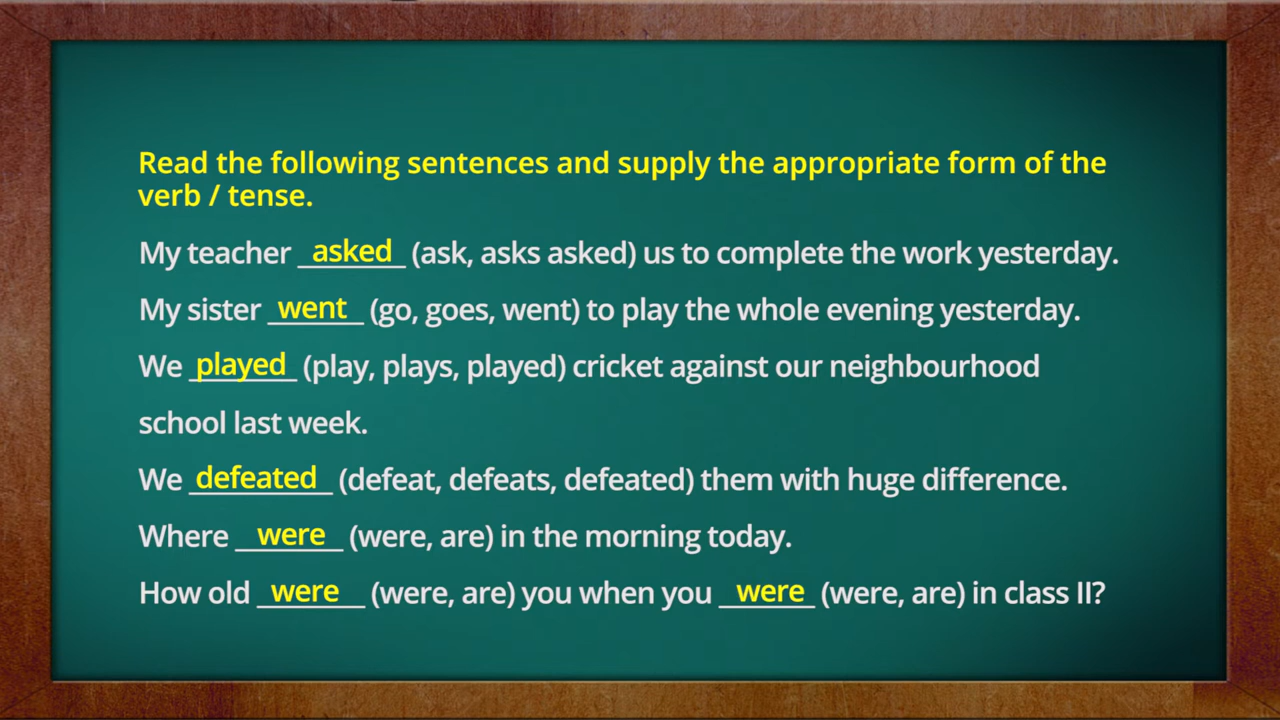 Read the following sentences and supply the appropriate form of the
verb / tense.
My teacher asked (ask, asks asked) us to complete the work yesterday.
My sister went (go, goes, went) to play the whole evening yesterday.
We played (play, plays, played) cricket against our neighbourhood
school last week.
We defeated (defeat, defeats, defeated) them with huge difference.
Where were (were, are) in the morning today.
How old were (were, are) you when you were (were, are) in class II?